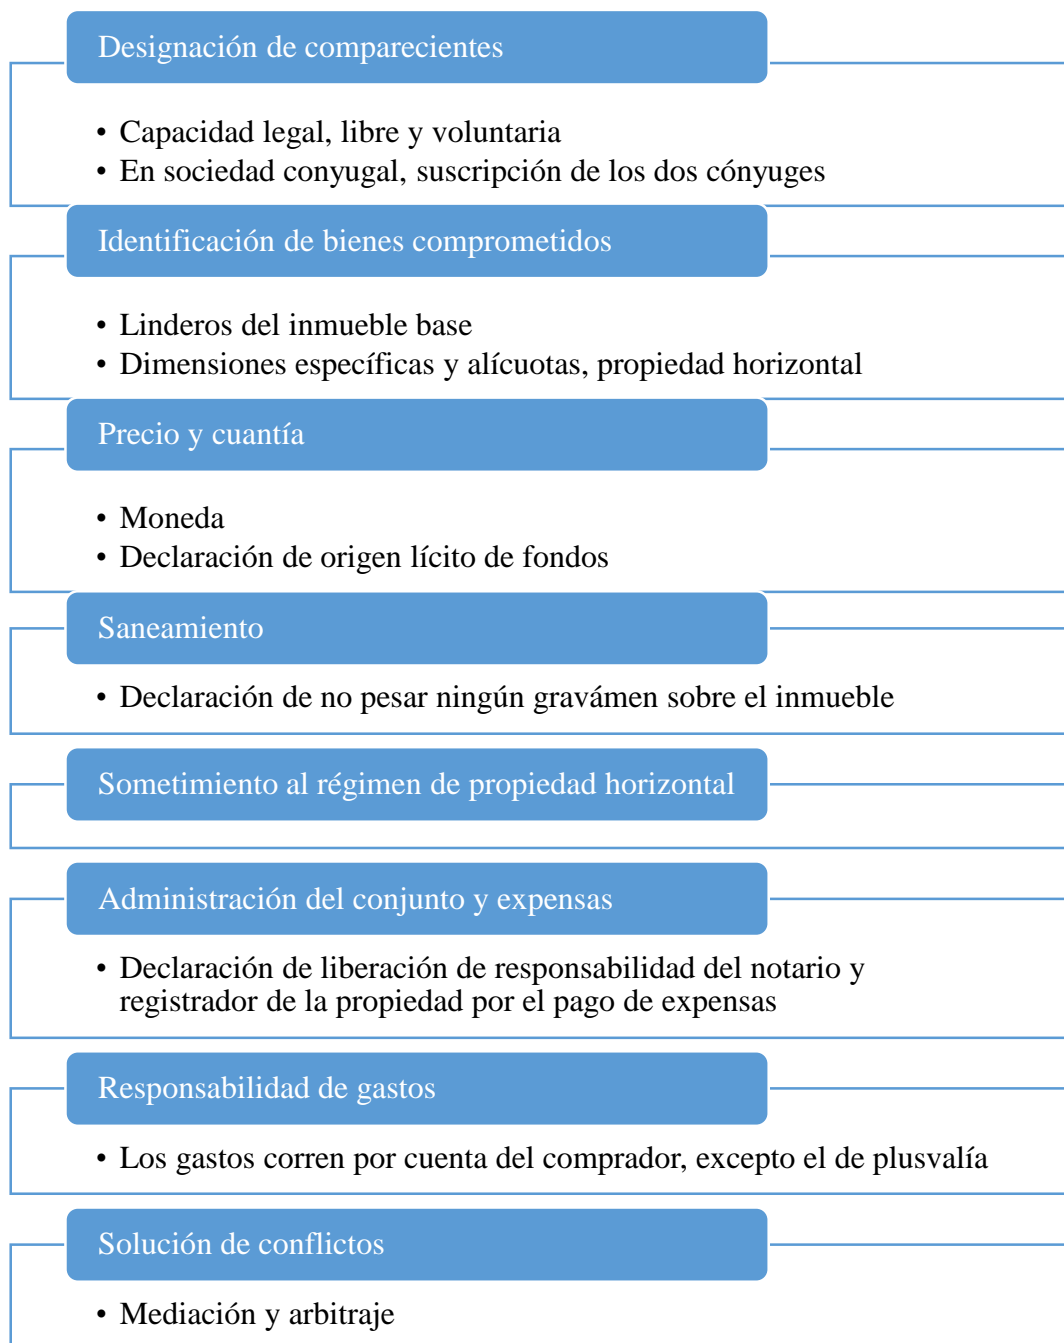 Designación de comparecientes
• Capacidad legal, libre y voluntaria
• En sociedad conyugal, suscripción de los dos cónyuges
Identificación de bienes comprometidos
• Linderos del inmueble base
• Dimensiones específicas y alícuotas, propiedad horizontal
Precio y cuantía
• Moneda
• Declaración de origen lícito de fondos
Saneamiento
• Declaración de no pesar ningún gravámen sobre el inmueble
Sometimiento al régimen de propiedad horizontal
Administración del conjunto y expensas
• Declaración de liberación de responsabilidad del notario y
registrador de la propiedad por el pago de expensas
Responsabilidad de gastos
• Los gastos corren por cuenta del comprador, excepto el de plusvalía
Solución de conflictos
• Mediación y arbitraje